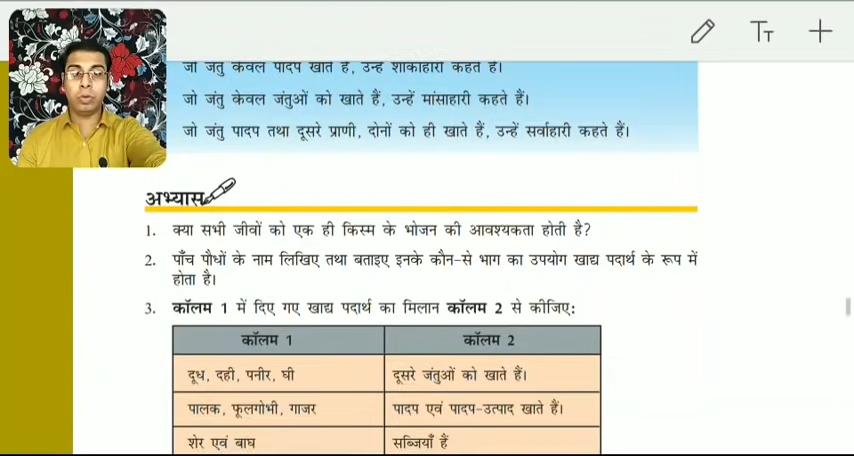 जो जंतु केवल पादप खाते हैं, उन्हें शाकाहारी कहते हैं।
जो जंतु केवल जंतुओं को खाते हैं, उन्हें मांसाहारी कहते हैं।
जो जंतु पादप तथा दूसरे प्राणी, दोनों को ही खाते हैं, उन्हें सर्वाहारी कहते हैं।
अभ्यास
1. क्या सभी जीवों को एक ही किस्म के भोजन की आवश्यकता होती है?
2. पाँच पौधों के नाम लिखिए तथा बताइए इनके कौन-से भाग का उपयोग खाद्य पदार्थ के रूप में
होता है।
3. कॉलम 1 में दिए गए खाद्य पदार्थ का मिलान कॉलम 2 से कीजिए:
कॉलम 1 कॉलम 2
दूध, दही, पनीर, घी दूसरे जंतुओं को खाते हैं।
पालक, फूलगोभी, गाजर पादप एवं पादप-उत्पाद खाते हैं।
शेर एवं बाघ सब्जियाँ हैं